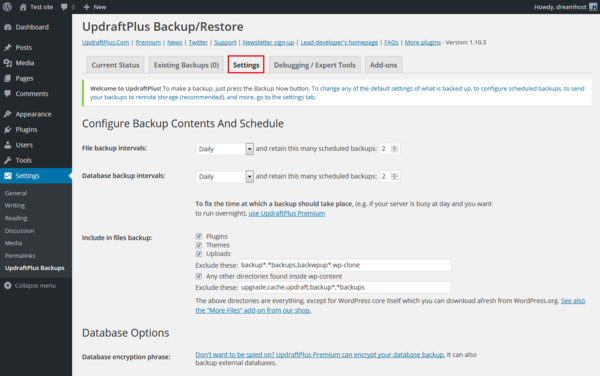 Test site 0 New Howdy, dreamhost
Dashboard
Posts
Media
Pages
Comments
Appearance
Plugins
Users
Tools
Settings
General
Writing
Reading
Discussion
Media
Permalinks
UpdraftPlus Backups
Collapse menu
UpdraftPlus Backup/Restore
UpdraftPlus.Com | Premium | News | Twitter | Support | Newsletter sign-up | Lead developer's homepage | FAQs | More plugins - Version: 1.10.3
Current Status Existing Backups (0) Settings Debugging / Expert Tools Add-ons
Welcome to UpdraftPlus! To make a backup, just press the Backup Now button. To change any of the default settings of what is backed up, to configure scheduled backups, to send
your backups to remote storage (recommended), and more, go to the settings tab.
Configure Backup Contents And Schedule
File backup intervals: Daily and retain this many scheduled backups: 2
Database backup intervals: Daily and retain this many scheduled backups: 2
To fix the time at which a backup should take place, (e.g. if your server is busy at day and you want
to run overnight), use UpdraftPlus Premium
Include in files backup: Plugins
Themes
Uploads
Exclude these: backup*,*backups,backwpup*,wp-clone
Any other directories found inside wp-content
Exclude these: upgrade,cache,updraft,backup*,*backups
The above directories are everything, except for WordPress core itself which you can download afresh from WordPress.org. See also
the "More Files" add-on from our shop.
Database Options
Database encryption phrase: Don't want to be spied on? UpdraftPlus Premium can encrypt your database backup. It can also
backup external databases.